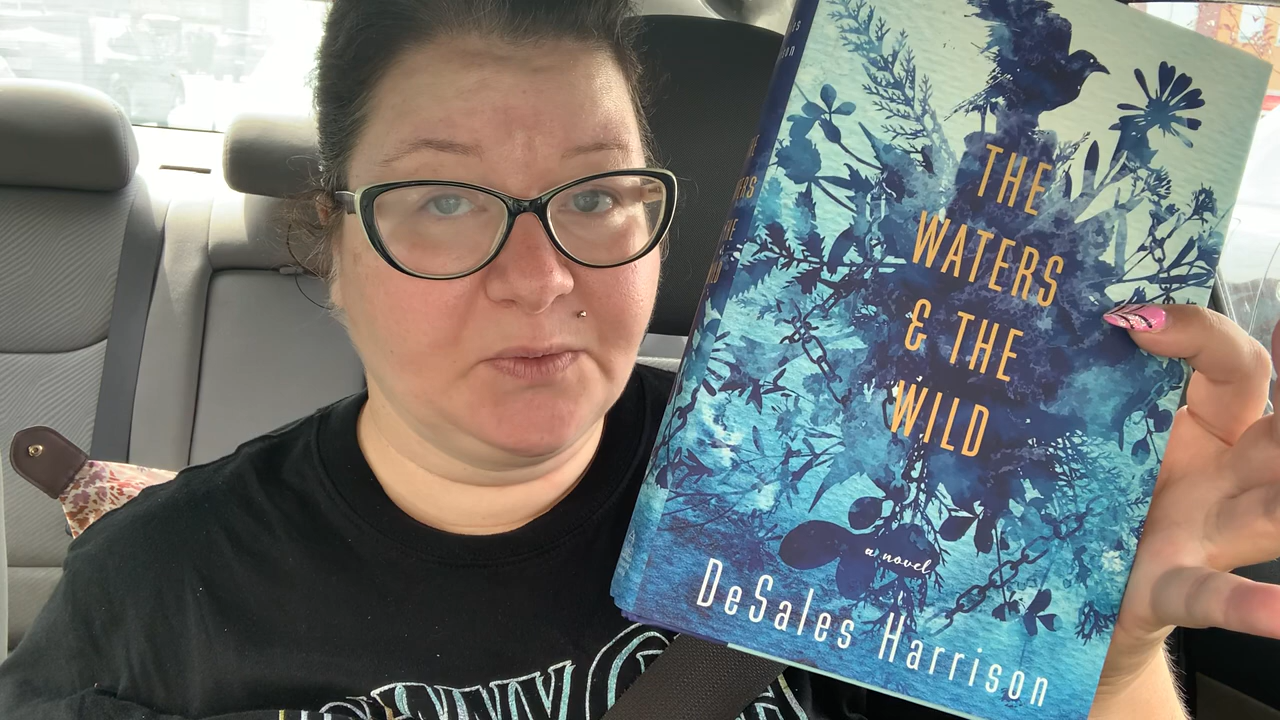 THE
WATERS
& THE
WILD
a novel
DeSales Harrison